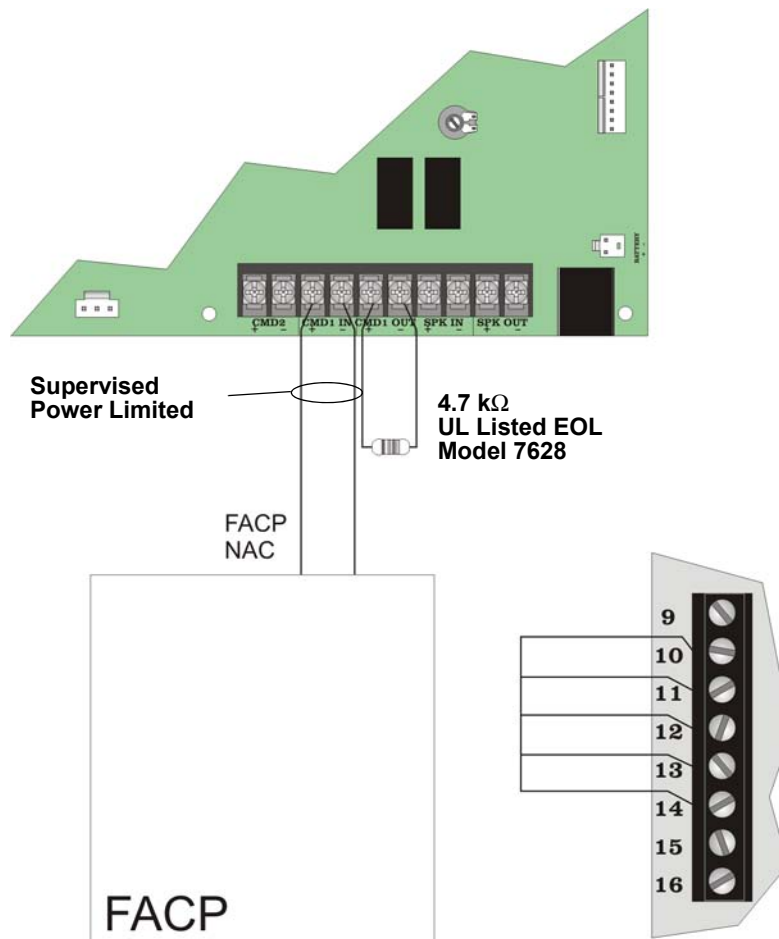 BATTERY
+ -
CMD2 CMD1 IN CMD1 OUT SPK IN SPK OUT
+ - + - + - + - + -
Supervised
Power Limited
4.7 kΩ
UL Listed EOL
Model 7628
FACP
NAC
FACP
9
10
11
12
13
14
15
16